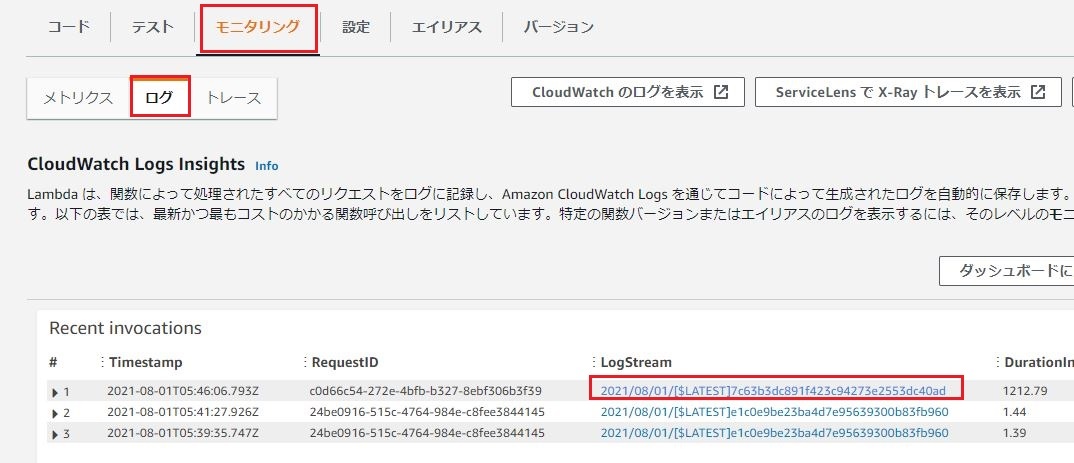 コード テスト モニタリング 設定 エイリアス バージョン
メトリクス ログ トレース CloudWatch のログを表示 ServiceLens で X-Ray トレースを表示
CloudWatch Logs Insights Info
Lambda は、関数によって処理されたすべてのリクエストをログに記録し、Amazon CloudWatch Logs を通じてコードによって生成されたログを自動的に保存します。
す。以下の表では、最新かつ最もコストのかかる関数呼び出しをリストしています。特定の関数バージョンまたはエイリアスのログを表示するには、そのレベルのモニ
ダッシュボードに
Recent invocations
# Timestamp RequestID LogStream DurationIn
1 2021-08-01T05:46:06.793Z c0d66c54-272e-4bfb-b327-8ebf306b3f39 2021/08/01/[$LATEST]7c63b3dc891f423c94273e2553dc40ad 1212.79
2 2021-08-01T05:41:27.926Z 24be0916-515c-4764-984e-c8fee3844145 2021/08/01/[$LATEST]e1c0e9be23ba4d7e95639300b83fb960 1.44
3 2021-08-01T05:39:35.747Z 24be0916-515c-4764-984e-c8fee3844145 2021/08/01/[$LATEST]e1c0e9be23ba4d7e95639300b83fb960 1.39